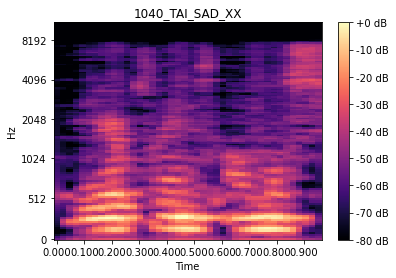 1040_TAI_SAD_XX
+0 dB
8192
-10 dB
4096
-20 dB
-30 dB
2048
Hz
-40 dB
1024
-50 dB
-60 dB
512
-70 dB
0
-80 dB
0.0000.1000.2000.3000.4000.5000.6000.7000.8000.900
Time